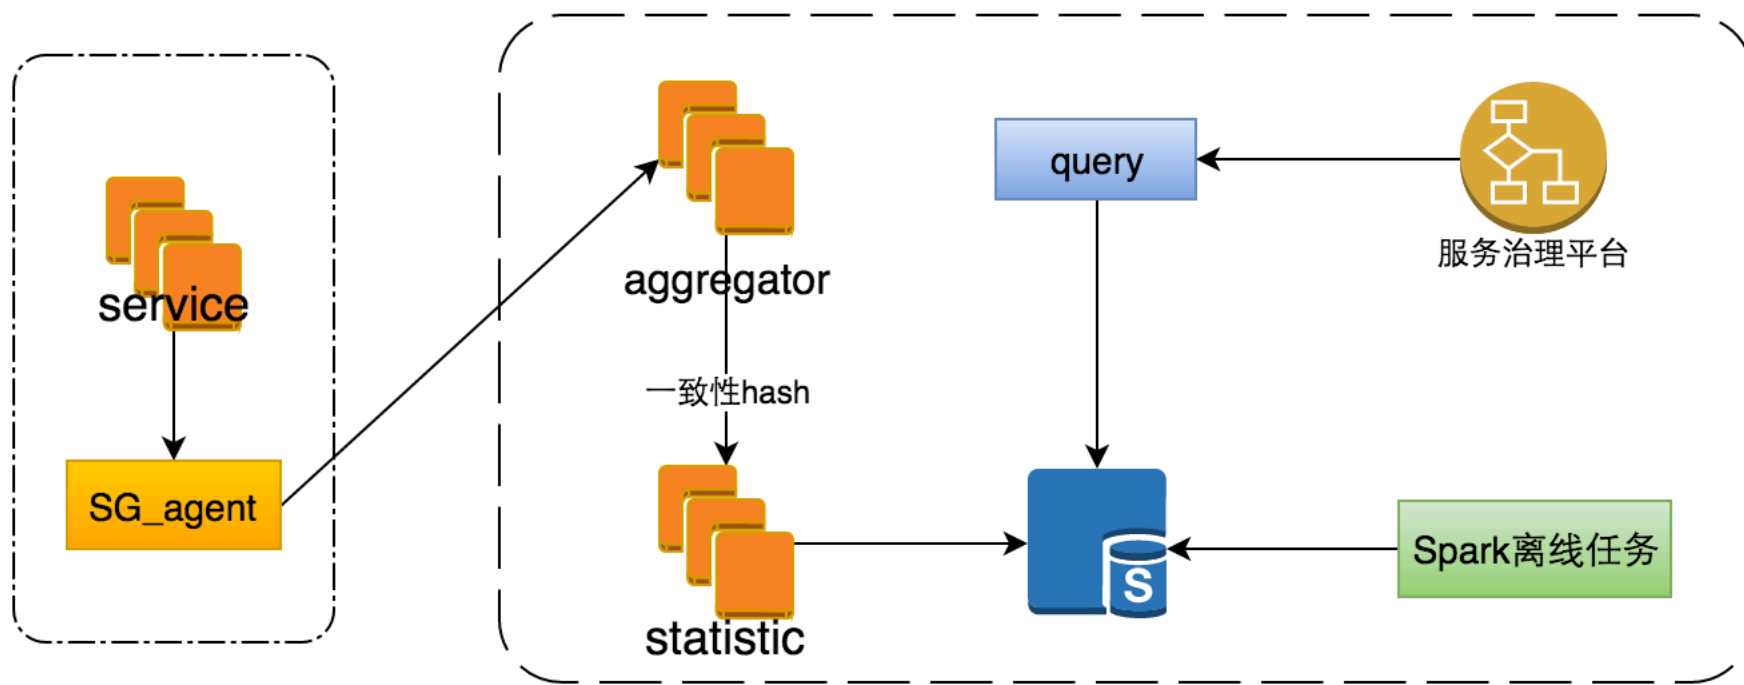 service
SG_agent
aggregator
一致性hash
statistic
query
服务治理平台
S
Spark离线任务